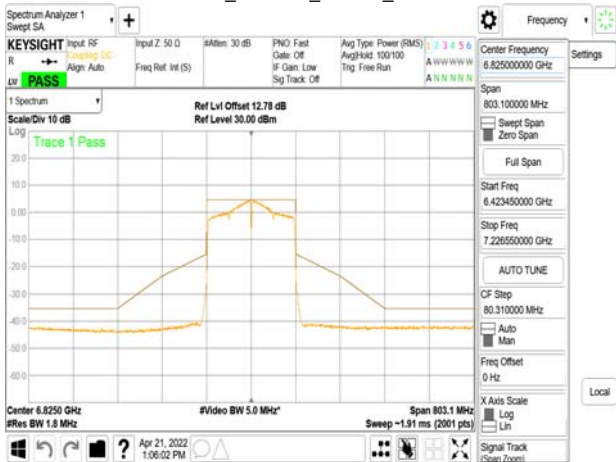 Spectrum Analyzer 1
Swept SA
Frequency
KEYSIGHT
Input: RF
Coupling: DC
Align: Auto
Input Z: 50 Ω
Freq Ref: Int (S)
#Atten: 30 dB
PNO: Fast
Gate: Off
IF Gain: Low
Sig Track: Off
Avg Type: Power (RMS)
Avg|Hold: 100/100
Trig: Free Run
1 2 3 4 5 6
A W W W W W
A N N N N N
R
LV
PASS
Center Frequency
6.825000000 GHz
Settings
1 Spectrum
Scale/Div 10 dB
Ref Lvl Offset 12.78 dB
Ref Level 30.00 dBm
Span
803.100000 MHz
Swept Span
Zero Span
Full Span
Log
Trace 1 Pass
20.0
10.0
0.00
-10.0
-20.0
-30.0
-40.0
-50.0
-60.0
Start Freq
6.423450000 GHz
Stop Freq
7.226550000 GHz
AUTO TUNE
CF Step
80.310000 MHz
Auto
Man
Freq Offset
0 Hz
X Axis Scale
Log
Lin
Local
Center 6.8250 GHz
#Res BW 1.8 MHz
#Video BW 5.0 MHz*
Span 803.1 MHz
Sweep ~1.91 ms (2001 pts)
?
Apr 21, 2022
1:06:02 PM
Signal Track
(Span Zoom)